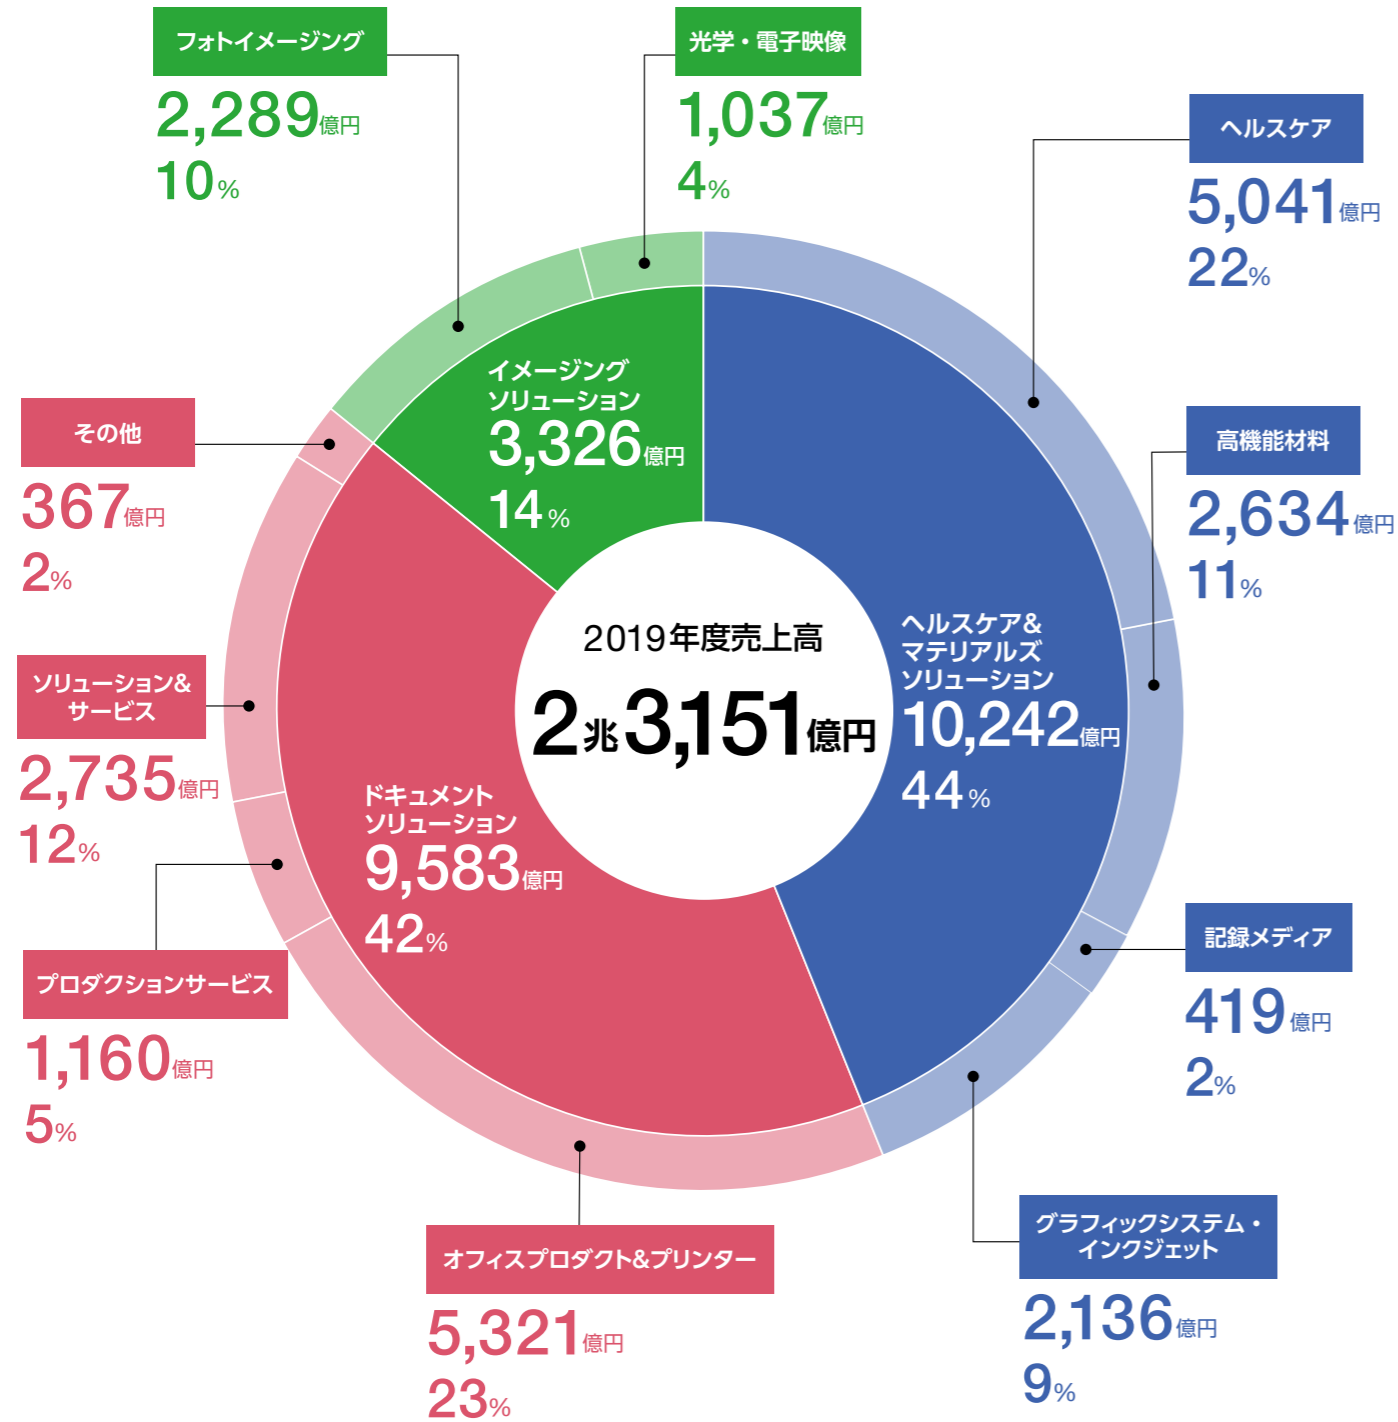 フォトイメージング
2,289億円
10%
光学・電子映像
1,037億円
4%
ヘルスケア
5,041億円
22%
高機能材料
2,634億円
11%
イメージング
ソリューション
3,326億円
14%
その他
367億円
2%
ソリューション&
サービス
2,735億円
12%
2019年度売上高
2兆3,151億円
ヘルスケア&
マテリアルズ
ソリューション
10,242億円
44%
ドキュメント
ソリューション
9,583億円
42%
プロダクションサービス
1,160億円
5%
記録メディア
419億円
2%
オフィスプロダクト&プリンター
5,321億円
23%
グラフィックシステム・
インクジェット
2,136億円
9%